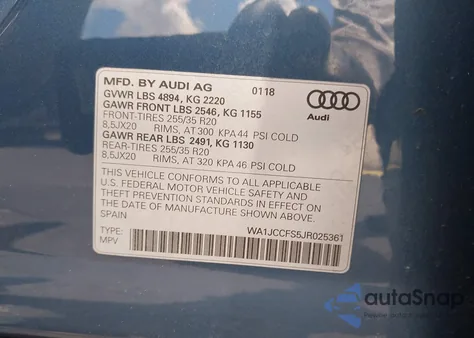 MFD. BY AUDI AG 0118
GVWR LBS 4894, KG 2220
GAWR FRONT LBS 2546, KG 1155
FRONT-TIRES 255/35 R20
8,5JX20 RIMS, AT 300 KPA 44 PSI COLD
GAWR REAR LBS 2491, KG 1130
REAR-TIRES 255/35 R20
8,5JX20 RIMS, AT 320 KPA 46 PSI COLD
Audi
THIS VEHICLE CONFORMS TO ALL APPLICABLE
U.S. FEDERAL MOTOR VEHICLE SAFETY AND
THEFT PREVENTION STANDARDS IN EFFECT ON
THE DATE OF MANUFACTURE SHOWN ABOVE.
SPAIN
TYPE: WA1JCCFS5JR025361
MPV
autaSnap